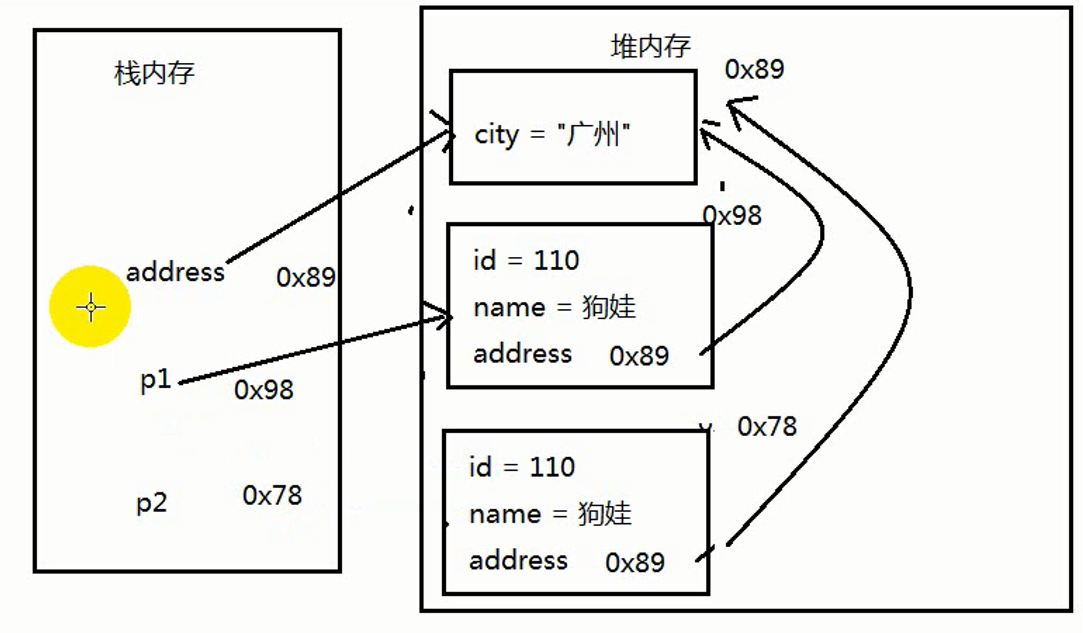 栈内存
address 0x89
p1 0x98
p2 0x78
堆内存
0x89
city = "广州"
0x98
id = 110
name = 狗娃
address 0x89
0x78
id = 110
name = 狗娃
address 0x89